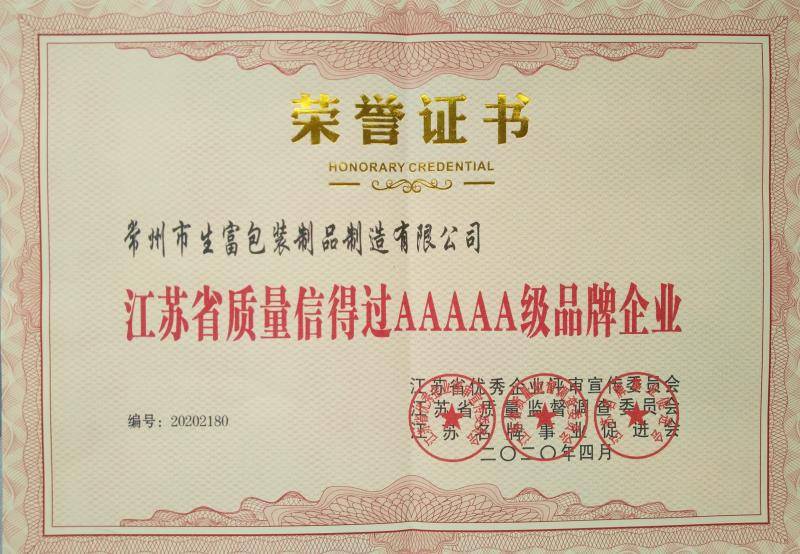 荣誉证书
HONORARY CREDENTIAL
常州市生富包装制品制造有限公司
江苏省质量信得过AAAAA级品牌企业
江苏省优秀企业评审宣传委员会
江苏省质量监督调查委员会
江苏名牌事业促进会
编号：20202180
二〇二〇年四月